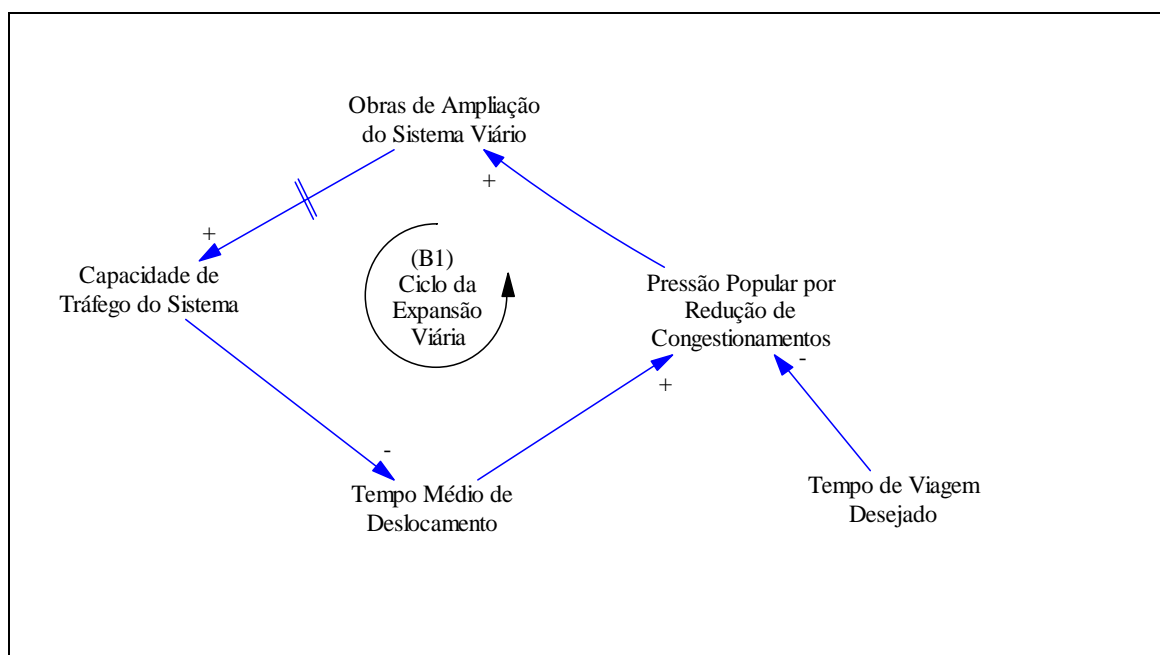 Obras de Ampliação
do Sistema Viário
+
+
Capacidade de
Tráfego do Sistema
(B1)
Ciclo da
Expansão
Viária
Pressão Popular por
Redução de
Congestionamentos
-
+
-
Tempo Médio de
Deslocamento
Tempo de Viagem
Desejado